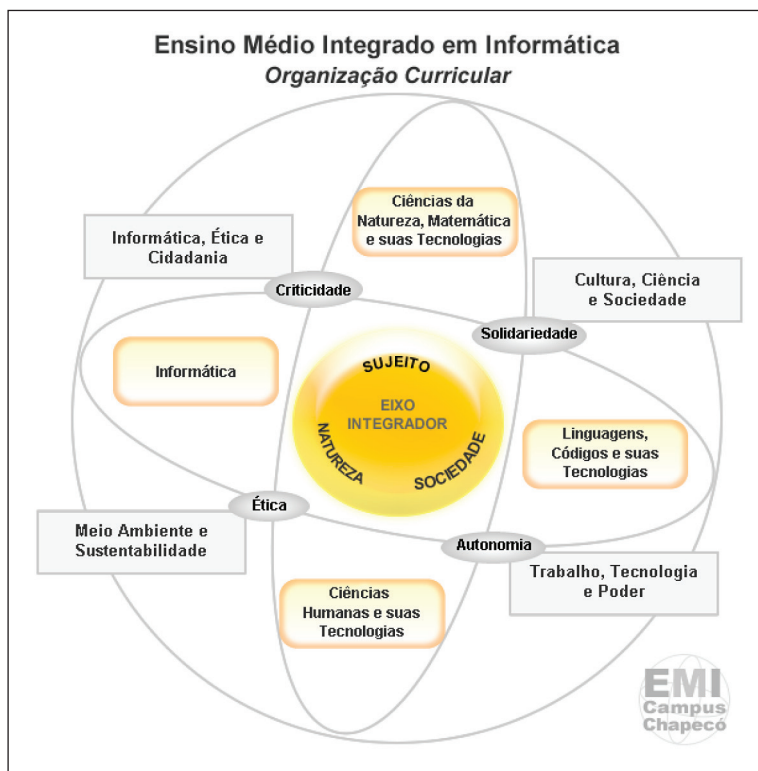 Ensino Médio Integrado em Informática
Organização Curricular
Ciências da
Natureza, Matemática
e suas Tecnologias
Informática, Ética e
Cidadania
Cultura, Ciência
e Sociedade
Criticidade
Solidariedade
Informática
SUJEITO
EIXO
INTEGRADOR
NATUREZA
SOCIEDADE
Linguagens,
Códigos e suas
Tecnologias
Ética
Meio Ambiente e
Sustentabilidade
Autonomia
Trabalho, Tecnologia
e Poder
Ciências
Humanas e suas
Tecnologias
EMI
Campus
Chapecó